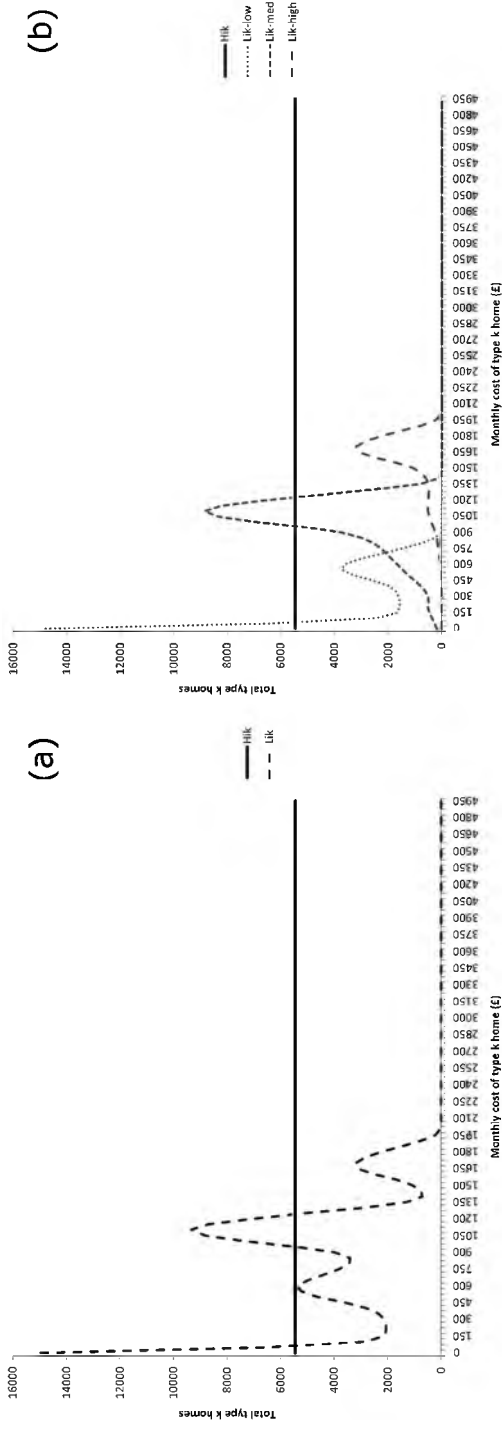 (a)
16000
14000
12000
10000
8000
6000
4000
2000
0
Total type k homes
0 150 300 450 600 750 900 1050 1200 1350 1500 1650 1800 1950 2100 2250 2400 2550 2700 2850 3000 3150 3300 3450 3600 3750 3900 4050 4200 4350 4500 4650 4800 4950
Monthly cost of type k home (£)
Hik
Lik
(b)
16000
14000
12000
10000
8000
6000
4000
2000
0
Total type k homes
0 150 300 450 600 750 900 1050 1200 1350 1500 1650 1800 1950 2100 2250 2400 2550 2700 2850 3000 3150 3300 3450 3600 3750 3900 4050 4200 4350 4500 4650 4800 4950
Monthly cost of type k home (£)
Hik
Lik-low
Lik-med
Lik-high